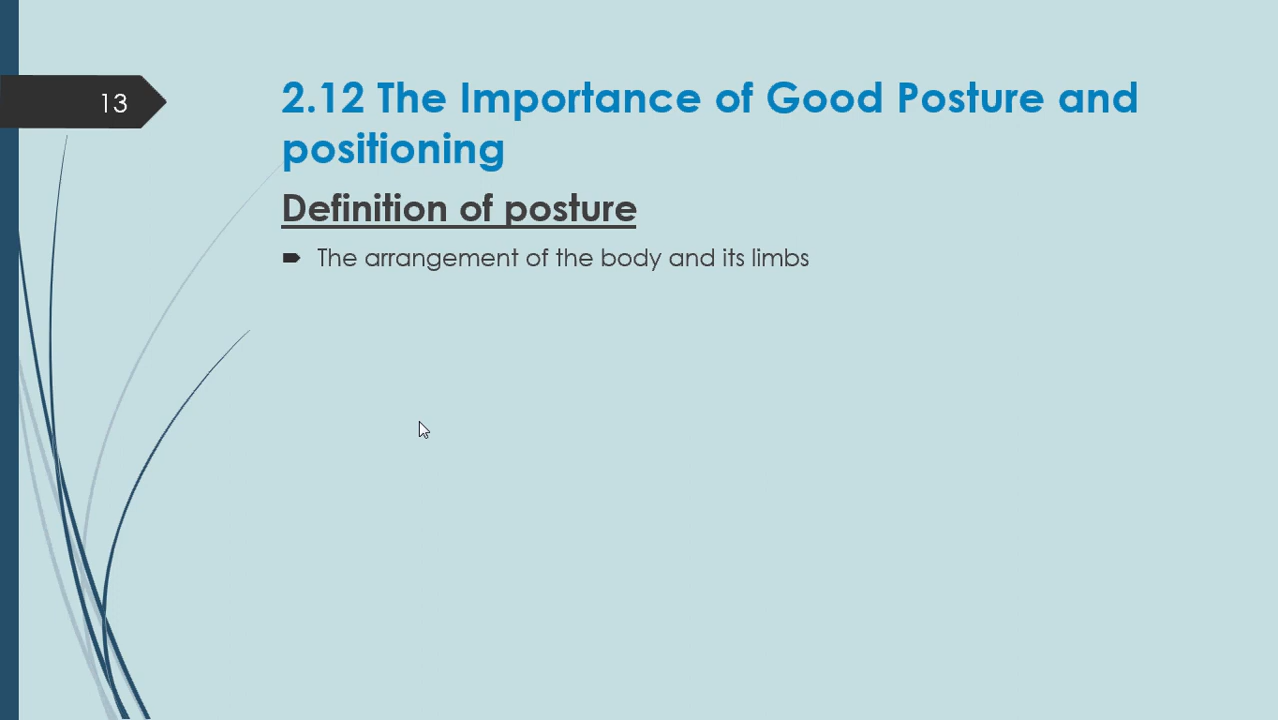 13
2.12 The Importance of Good Posture and
positioning
Definition of posture
The arrangement of the body and its limbs